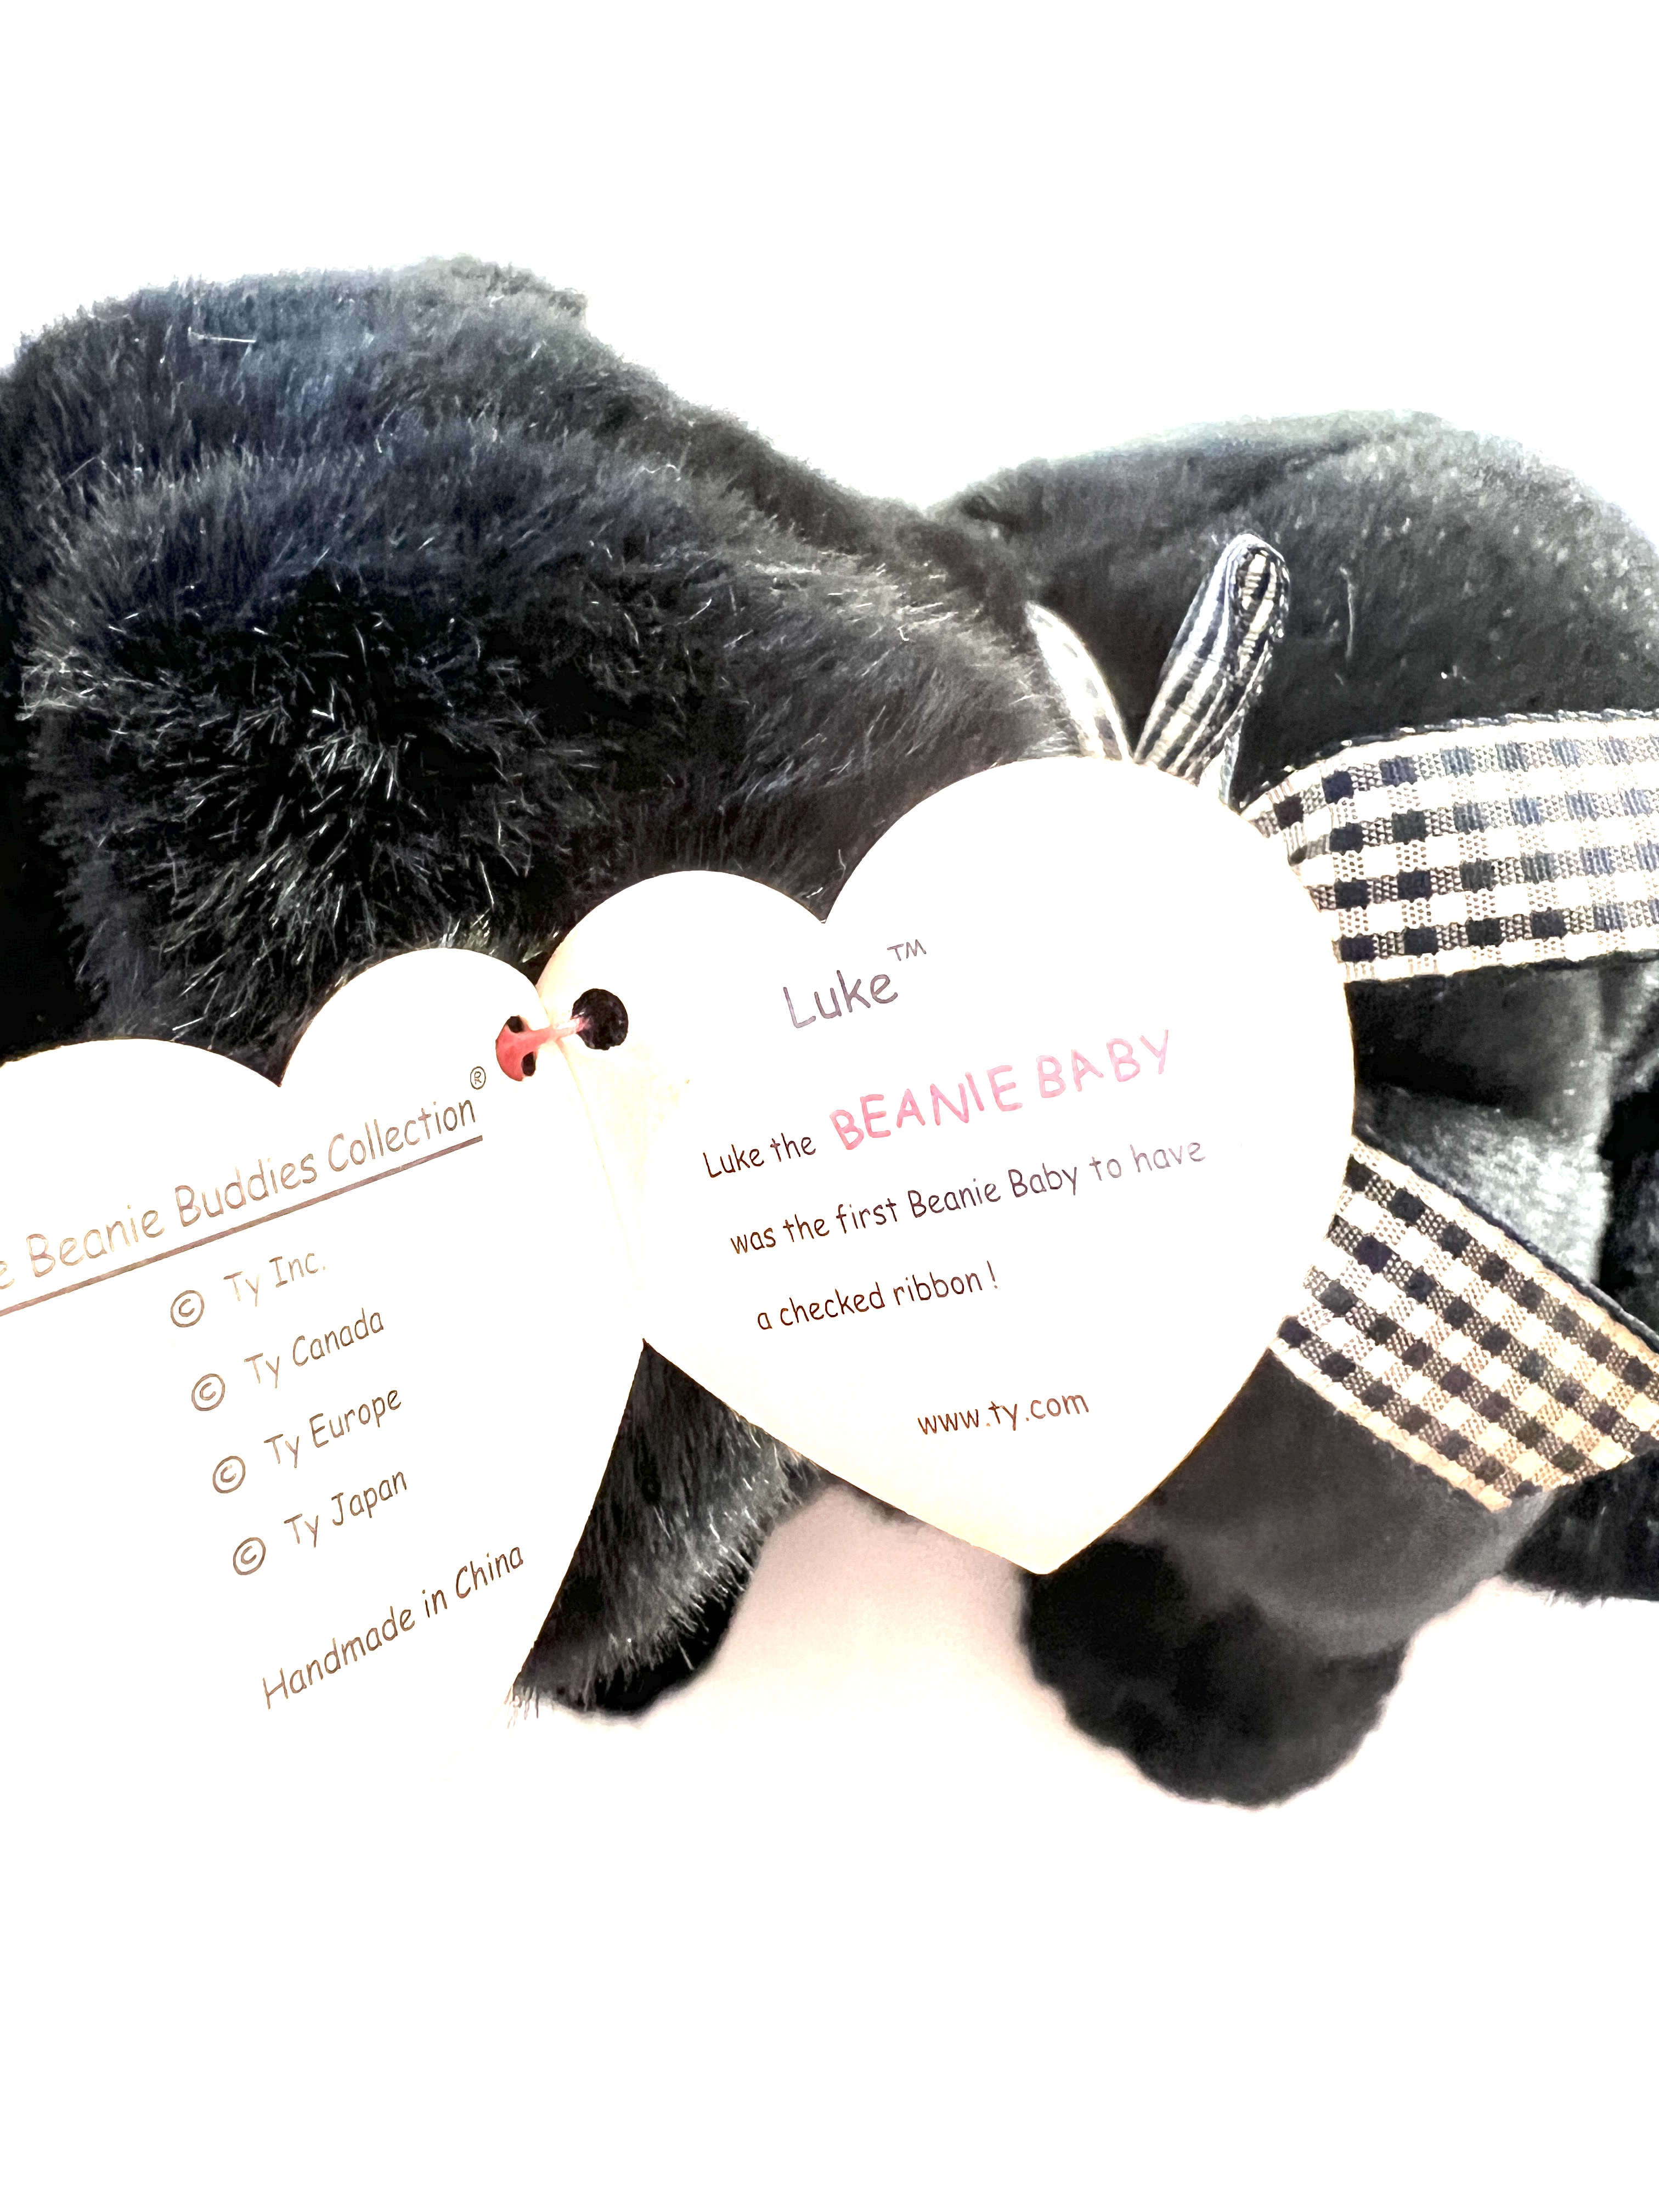 Beanie Buddies Collection®
© Ty Inc.
© Ty Canada
© Ty Europe
© Ty Japan
Handmade in China
Luke™
Luke the BEANIE BABY
was the first Beanie Baby to have
a checked ribbon !
www.ty.com